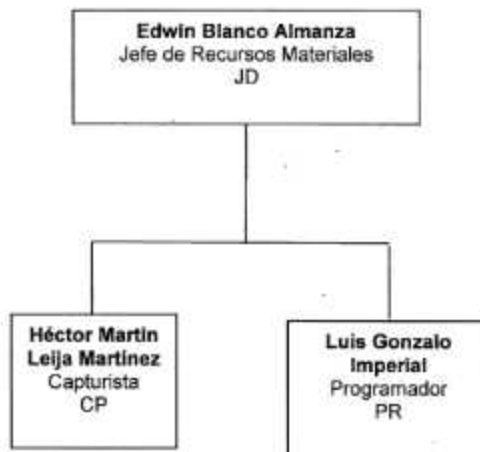 Edwin Blanco Almanza
Jefe de Recursos Materiales
JD
Héctor Martin
Leija Martinez
Capturista
CP
Luis Gonzalo
Imperial
Programador
PR